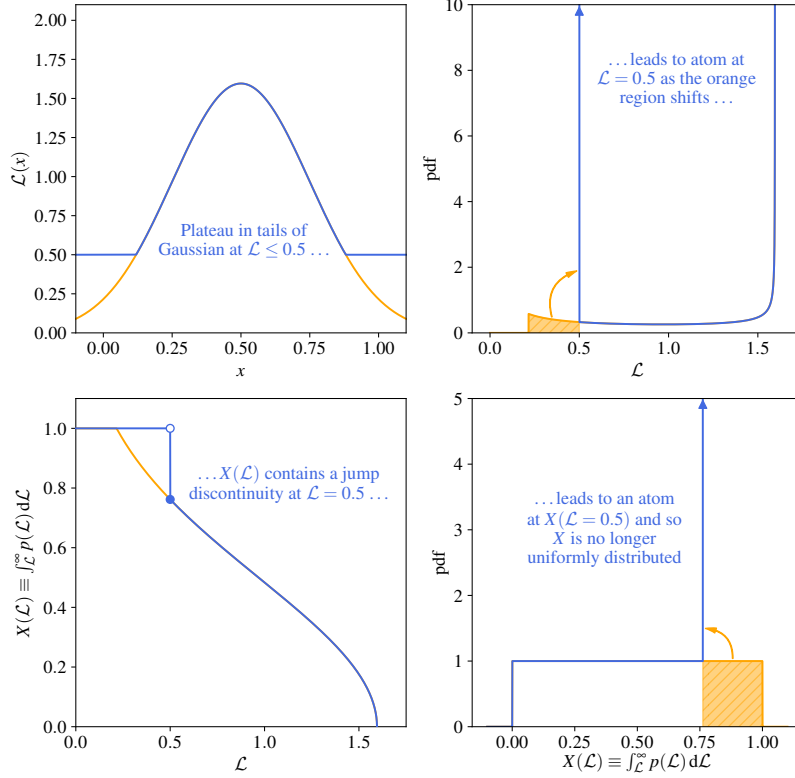 2.00
1.75
1.50
1.25
1.00
0.75
0.50
0.25
0.00
ℒ(x)
Plateau in tails of
Gaussian at ℒ ≤ 0.5 …
0.00
0.25
0.50
0.75
1.00
x
10
8
6
4
2
0
pdf
…leads to atom at
ℒ = 0.5 as the orange
region shifts …
0.0
0.5
1.0
1.5
ℒ
1.0
0.8
0.6
0.4
0.2
0.0
X(ℒ) ≡ ∫_ℒ^∞ p(ℒ) dℒ
…X(ℒ) contains a jump
discontinuity at ℒ = 0.5 …
0.0
0.5
1.0
1.5
ℒ
5
4
3
2
1
0
pdf
…leads to an atom
at X(ℒ = 0.5) and so
X is no longer
uniformly distributed
0.00
0.25
0.50
0.75
1.00
X(ℒ) ≡ ∫_ℒ^∞ p(ℒ) dℒ